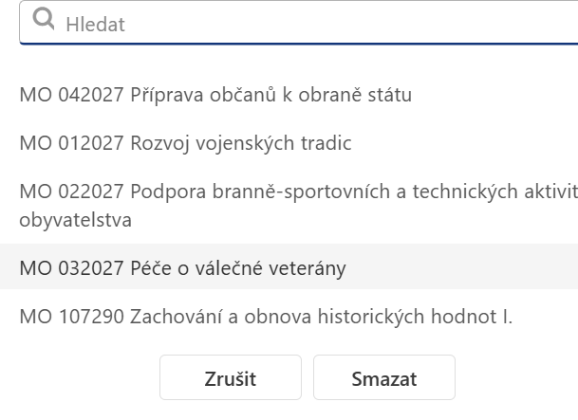 Hledat
MO 042027 Příprava občanů k obraně státu
MO 012027 Rozvoj vojenských tradic
MO 022027 Podpora branně-sportovních a technických aktivit
obyvatelstva
MO 032027 Péče o válečné veterány
MO 107290 Zachování a obnova historických hodnot I.
Zrušit
Smazat